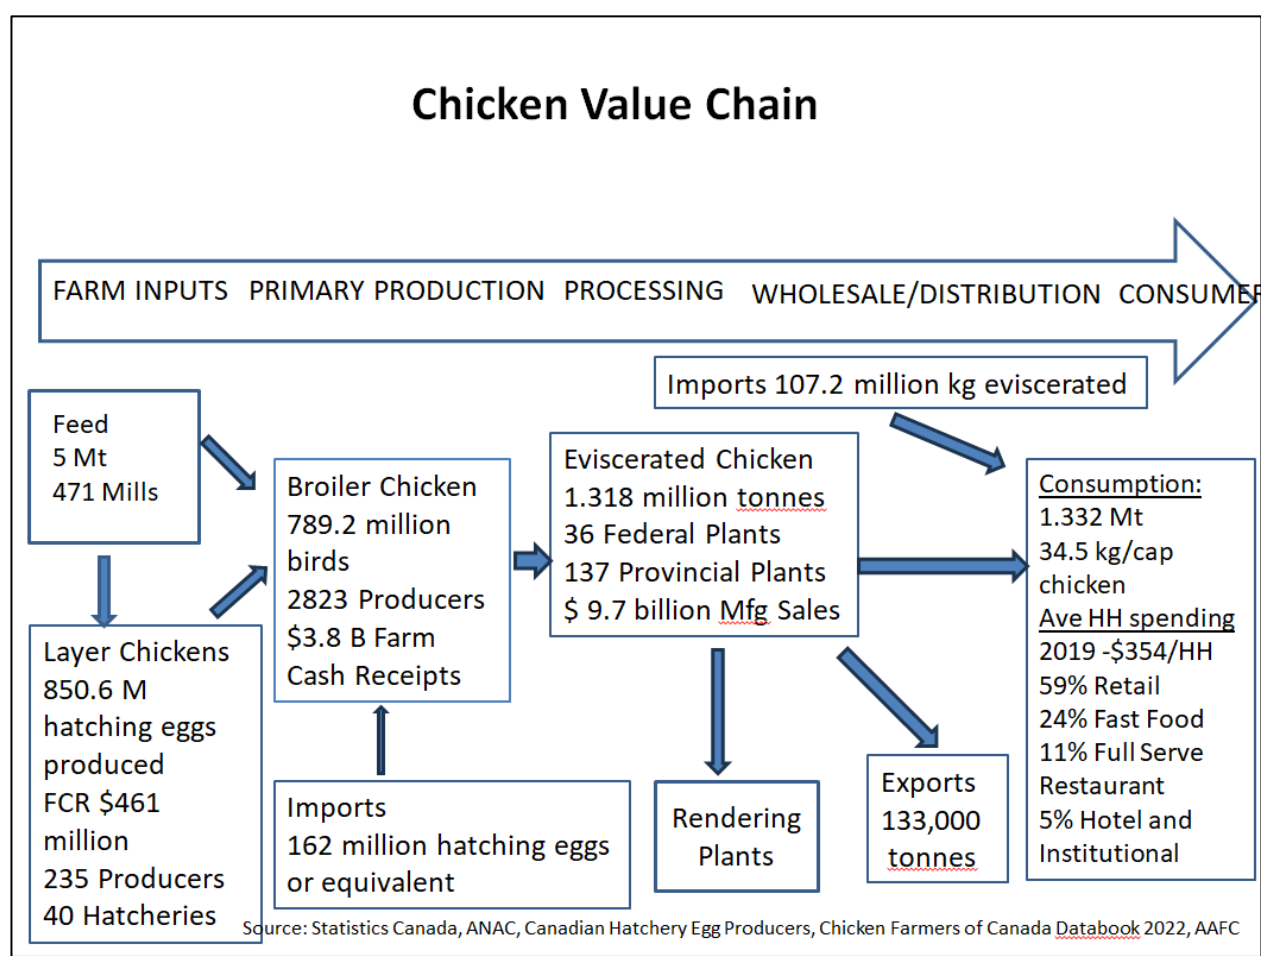 Chicken Value Chain
FARM INPUTS PRIMARY PRODUCTION PROCESSING WHOLESALE/DISTRIBUTION CONSUMER
Imports 107.2 million kg eviscerated
Feed
5 Mt
471 Mills
Broiler Chicken
789.2 million
birds
2823 Producers
$3.8 B Farm
Cash Receipts
Eviscerated Chicken
1.318 million tonnes
36 Federal Plants
137 Provincial Plants
$ 9.7 billion Mfg Sales
Consumption:
1.332 Mt
34.5 kg/cap
chicken
Ave HH spending
2019 -$354/HH
59% Retail
24% Fast Food
11% Full Serve
Restaurant
5% Hotel and
Institutional
Layer Chickens
850.6 M
hatching eggs
produced
FCR $461
million
235 Producers
40 Hatcheries
Imports
162 million hatching eggs
or equivalent
Rendering
Plants
Exports
133,000
tonnes
Source: Statistics Canada, ANAC, Canadian Hatchery Egg Producers, Chicken Farmers of Canada Databook 2022, AAFC